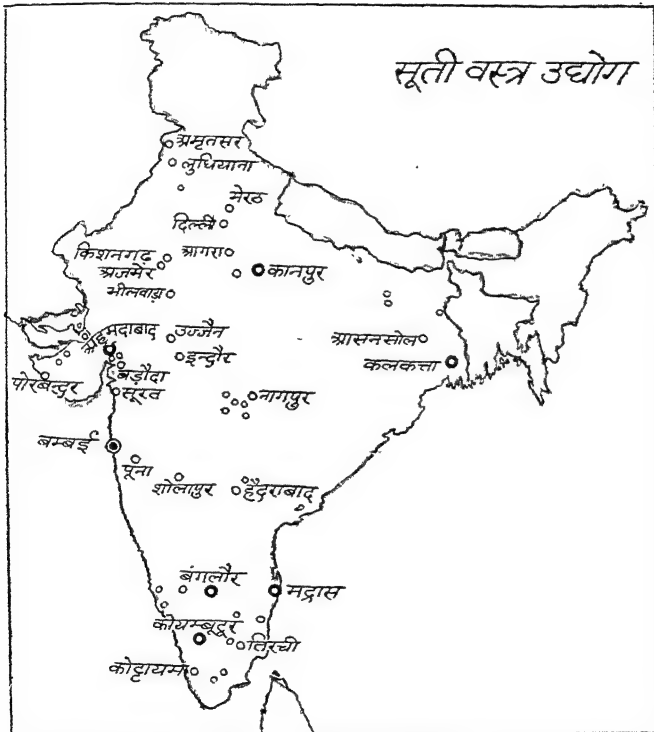 सूती वस्त्र उद्योग
अमृतसर
लुधियाना
मेरठ
दिल्ली
किशनगढ़
आगरा
अजमेर
कानपुर
भीलवाड़ा
अहमदाबाद
उज्जैन
आसनसोल
इन्दौर
कलकत्ता
बड़ौदा
पोरबन्दर
सूरत
नागपुर
बम्बई
पूना
शोलापुर
हैदराबाद
बंगलौर
मद्रास
कोयम्बटूर
तिरची
कोट्टायम